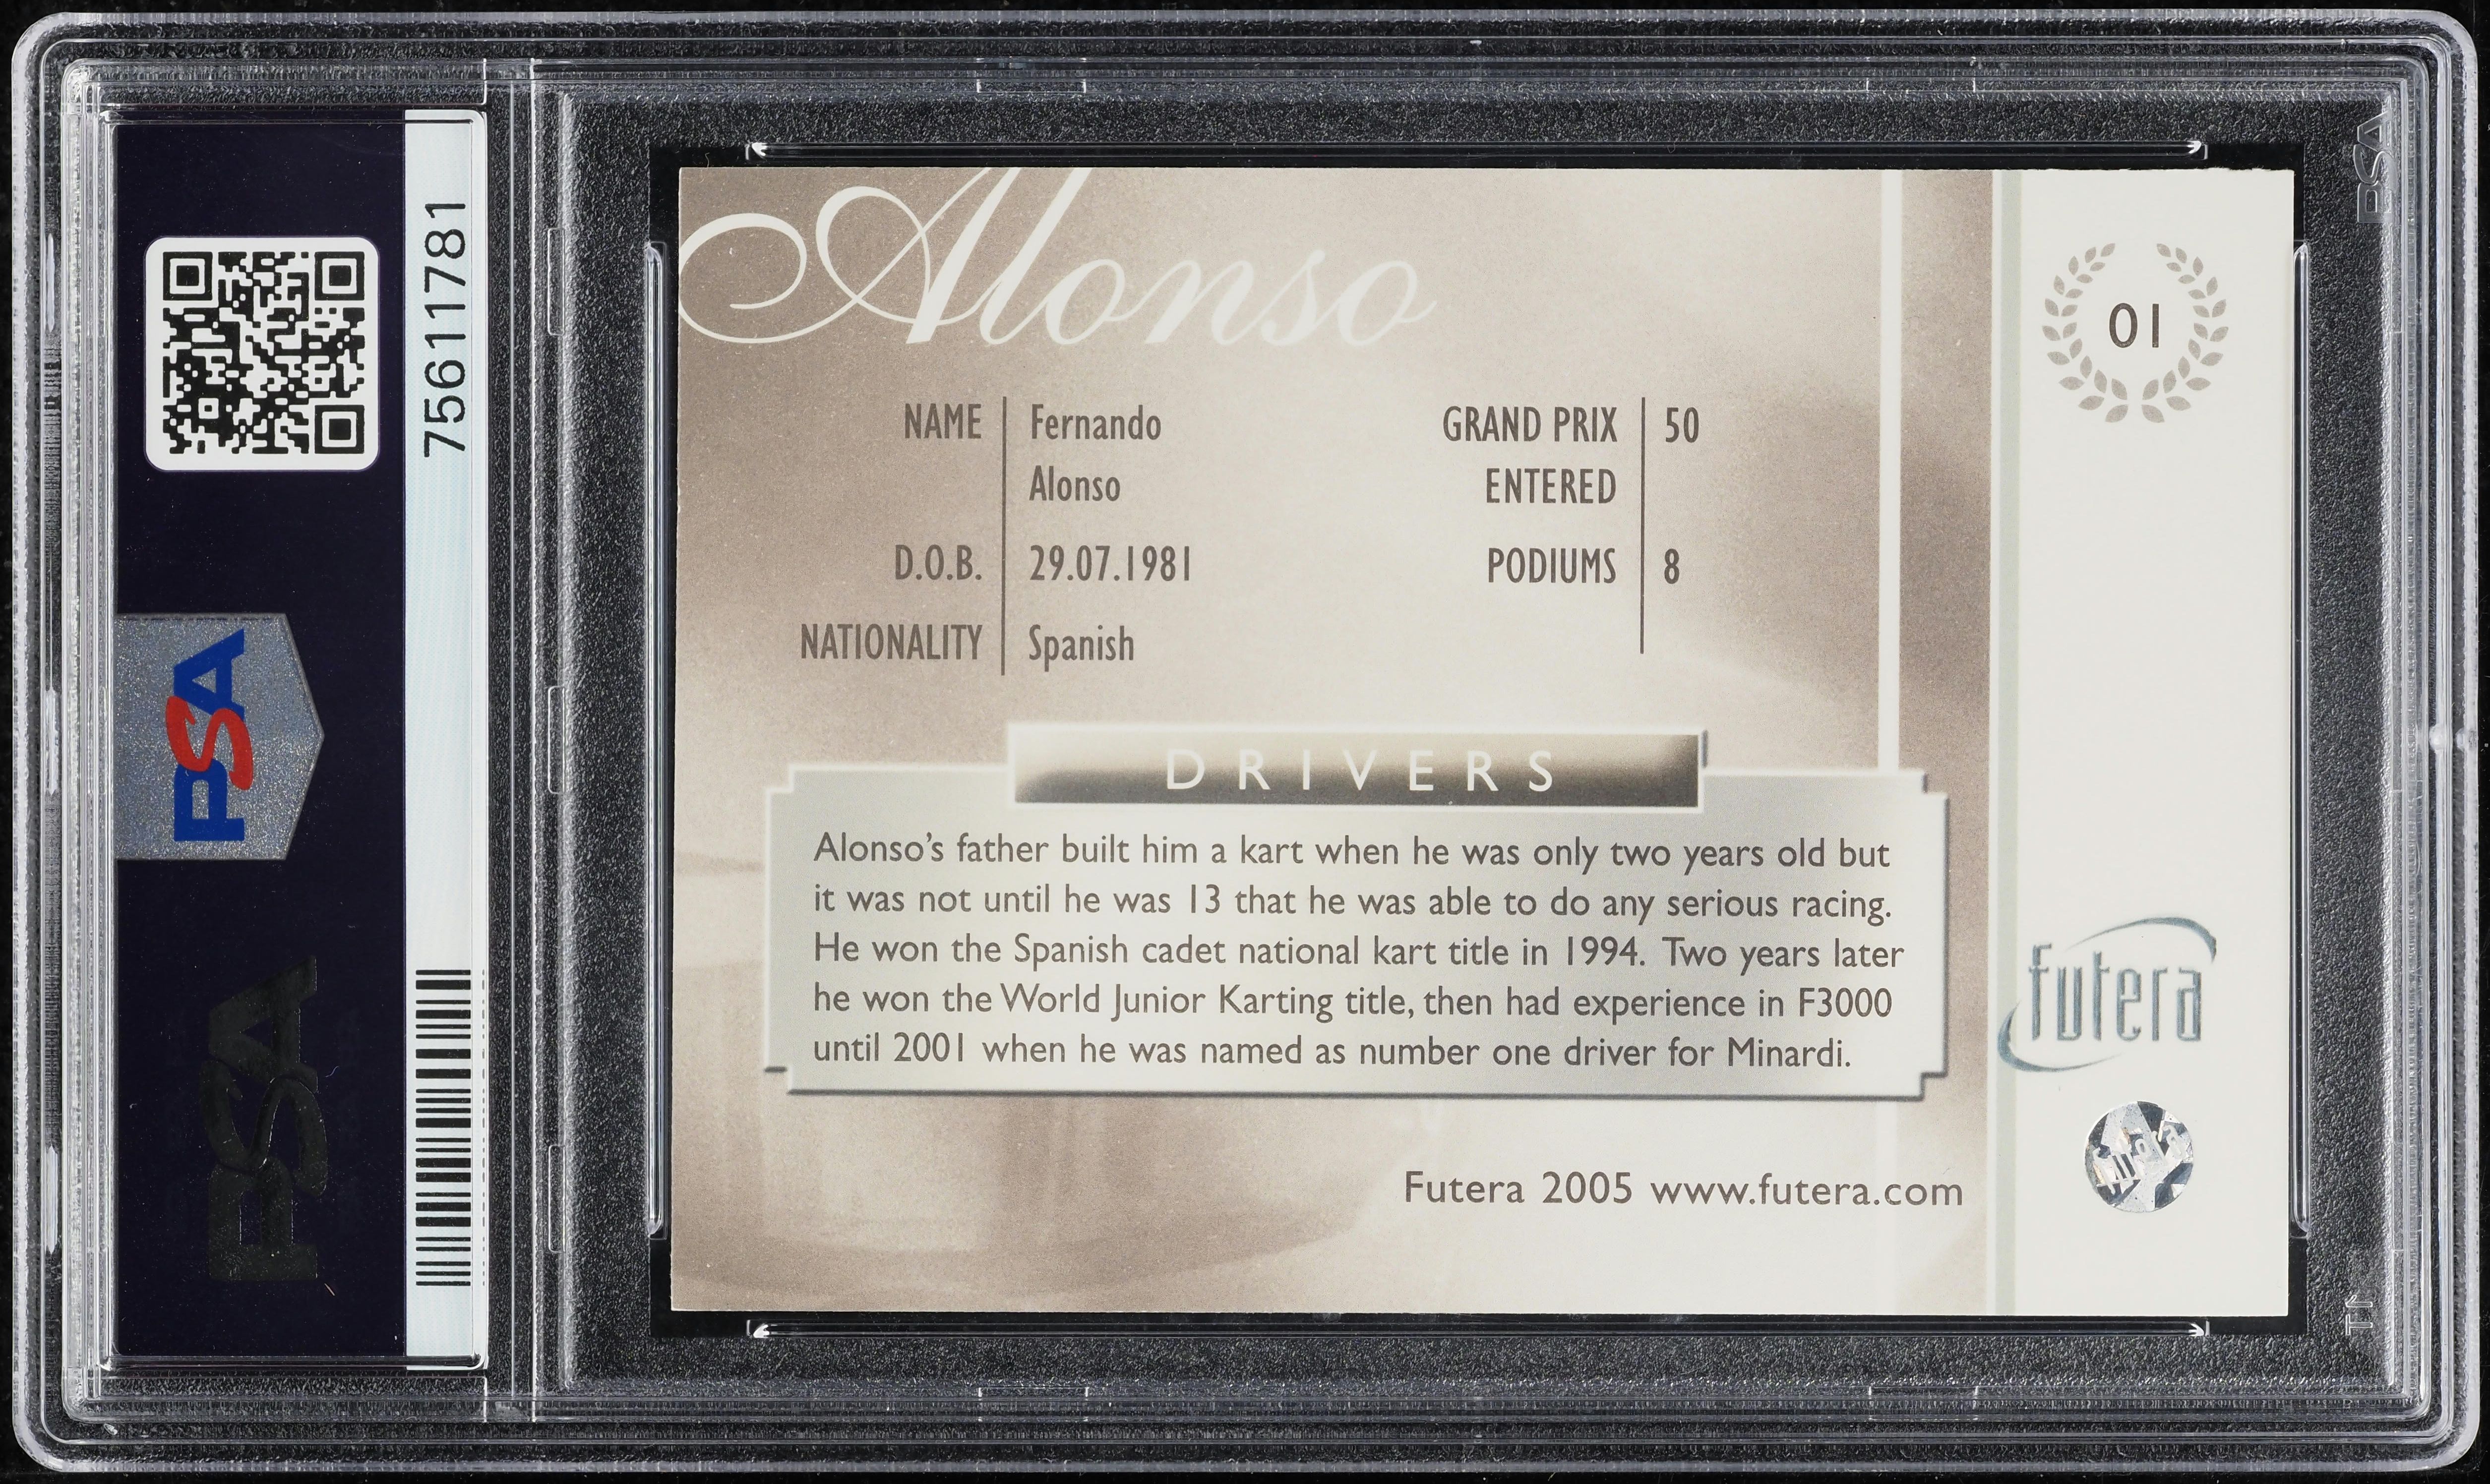 75611781
PSA
PSA
Alonso
01
NAME Fernando Alonso
D.O.B. 29.07.1981
NATIONALITY Spanish
GRAND PRIX ENTERED 50
PODIUMS 8
DRIVERS
Alonso's father built him a kart when he was only two years old but
it was not until he was 13 that he was able to do any serious racing.
He won the Spanish cadet national kart title in 1994. Two years later
he won the World Junior Karting title, then had experience in F3000
until 2001 when he was named as number one driver for Minardi.
futera
futera
Futera 2005 www.futera.com
PSA